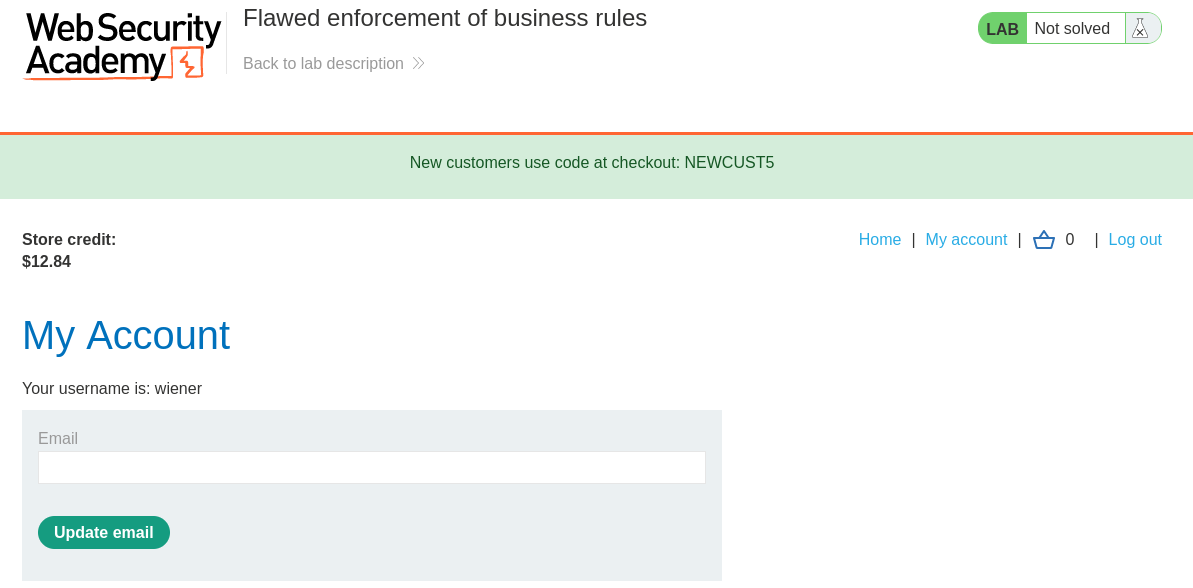 Web Security
Academy
Flawed enforcement of business rules
Back to lab description
LAB Not solved
New customers use code at checkout: NEWCUST5
Store credit:
$12.84
Home | My account | 0 | Log out
My Account
Your username is: wiener
Email
Update email